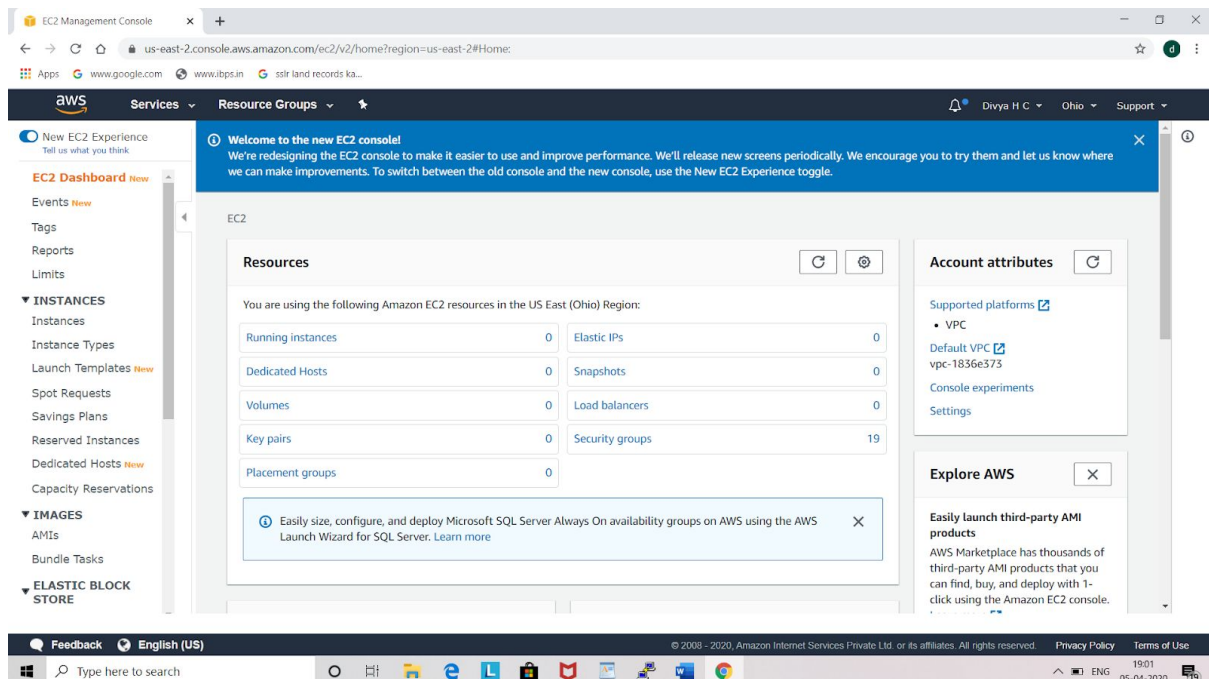 EC2 Management Console
us-east-2.console.aws.amazon.com/ec2/v2/home?region=us-east-2#Home:
d
Apps G www.google.com www.ibps.in G sslr land records ka...
aws Services Resource Groups Divya H C Ohio Support
New EC2 Experience
Tell us what you think
EC2 Dashboard New
Events New
Tags
Reports
Limits
INSTANCES
Instances
Instance Types
Launch Templates New
Spot Requests
Savings Plans
Reserved Instances
Dedicated Hosts New
Capacity Reservations
IMAGES
AMIs
Bundle Tasks
ELASTIC BLOCK
STORE
Welcome to the new EC2 console!
We're redesigning the EC2 console to make it easier to use and improve performance. We'll release new screens periodically. We encourage you to try them and let us know where
we can make improvements. To switch between the old console and the new console, use the New EC2 Experience toggle.
EC2
Resources
You are using the following Amazon EC2 resources in the US East (Ohio) Region:
Running instances 0 Elastic IPs 0
Dedicated Hosts 0 Snapshots 0
Volumes 0 Load balancers 0
Key pairs 0 Security groups 19
Placement groups 0
Easily size, configure, and deploy Microsoft SQL Server Always On availability groups on AWS using the AWS
Launch Wizard for SQL Server. Learn more
Account attributes
Supported platforms
• VPC
Default VPC
vpc-1836e373
Console experiments
Settings
Explore AWS
Easily launch third-party AMI
products
AWS Marketplace has thousands of
third-party AMI products that you
can find, buy, and deploy with 1-
click using the Amazon EC2 console.
Feedback English (US) © 2008 - 2020, Amazon Internet Services Private Ltd. or its affiliates. All rights reserved. Privacy Policy Terms of Use
Type here to search ENG 19:01
05-04-2020